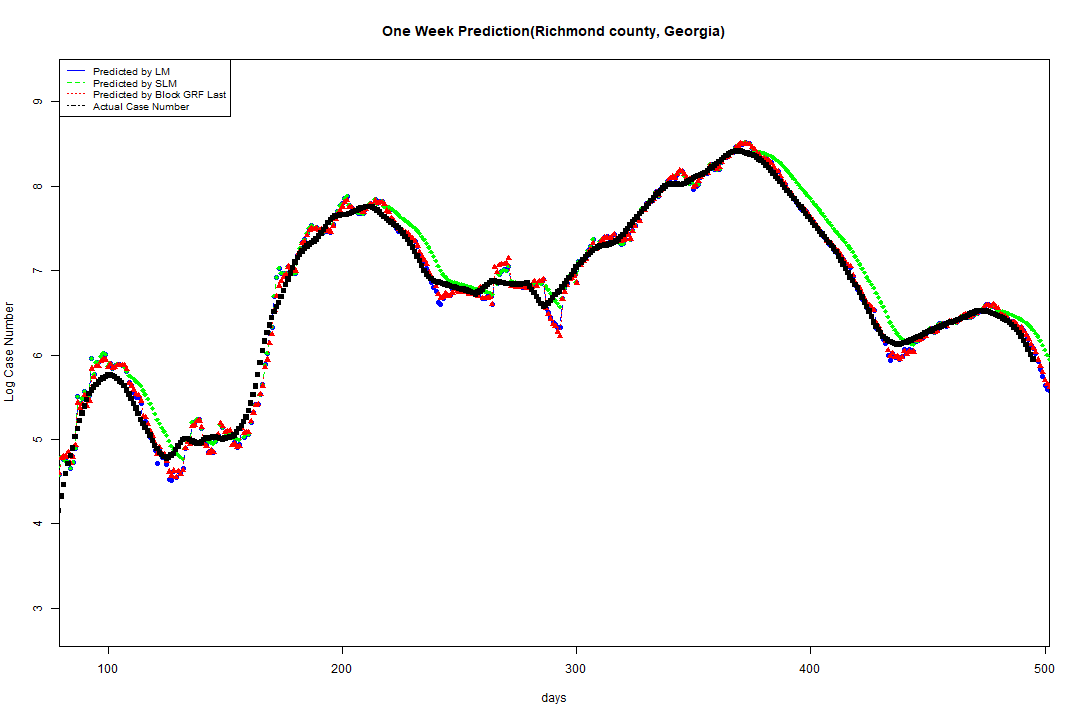 One Week Prediction(Richmond county, Georgia)
Predicted by LM
Predicted by SLM
Predicted by Block GRF Last
Actual Case Number
9
8
7
6
5
4
3
Log Case Number
100 200 300 400 500
days